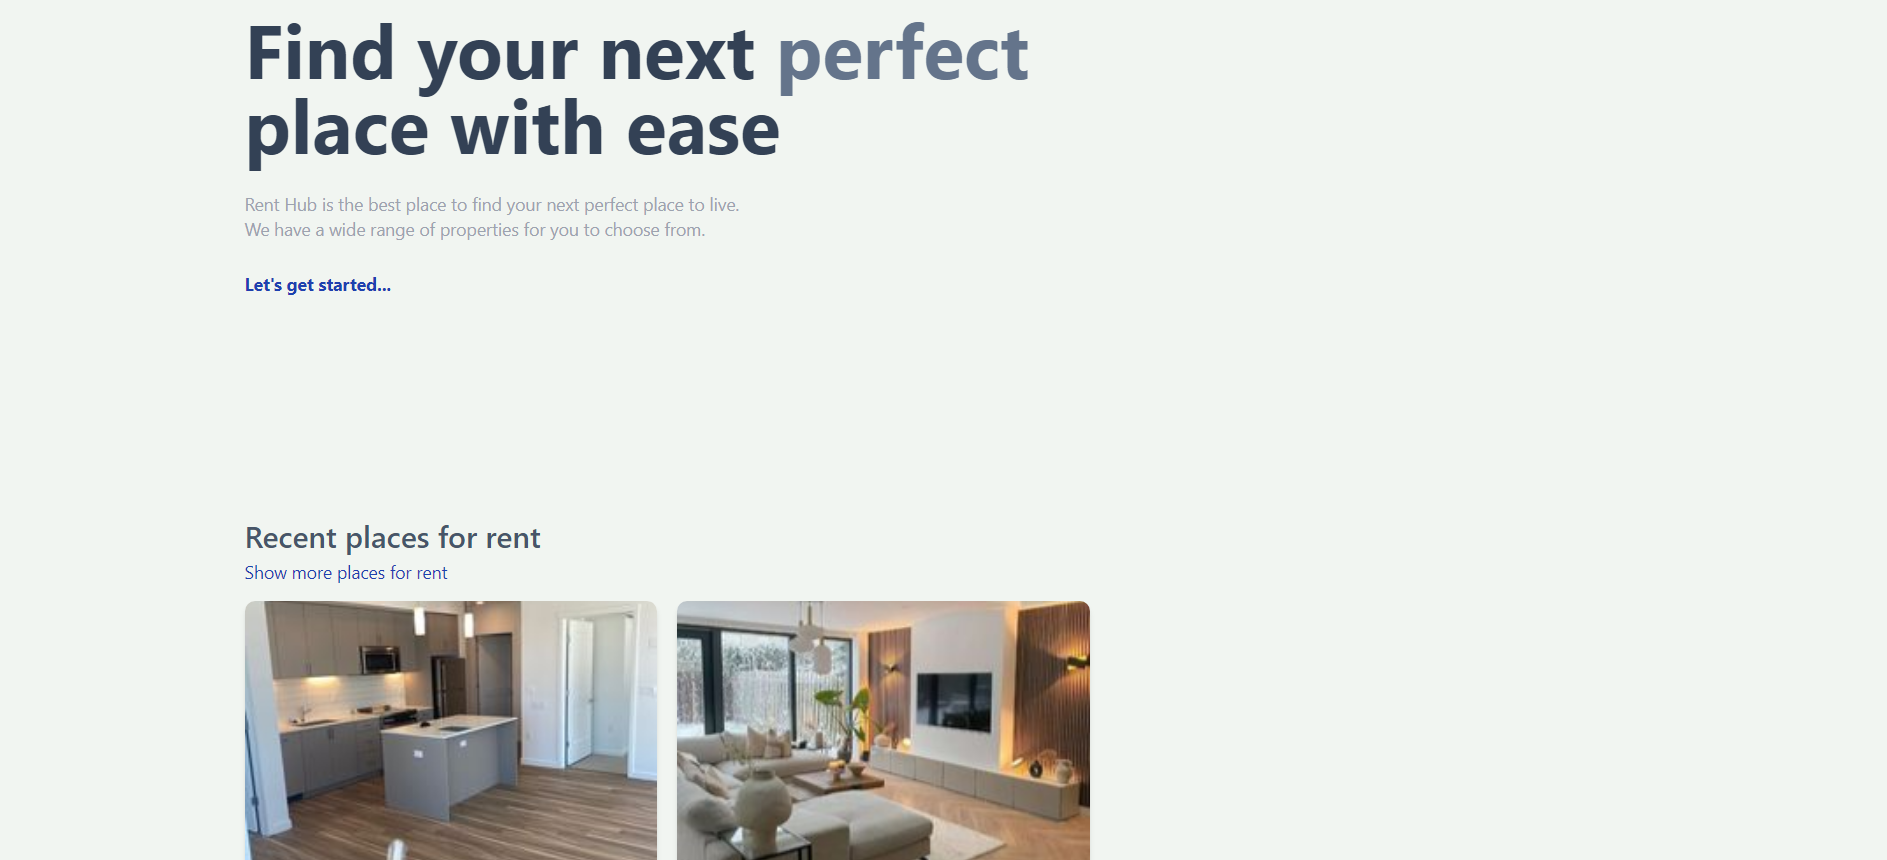 Find your next perfect
place with ease
Rent Hub is the best place to find your next perfect place to live.
We have a wide range of properties for you to choose from.
Let's get started...
Recent places for rent
Show more places for rent